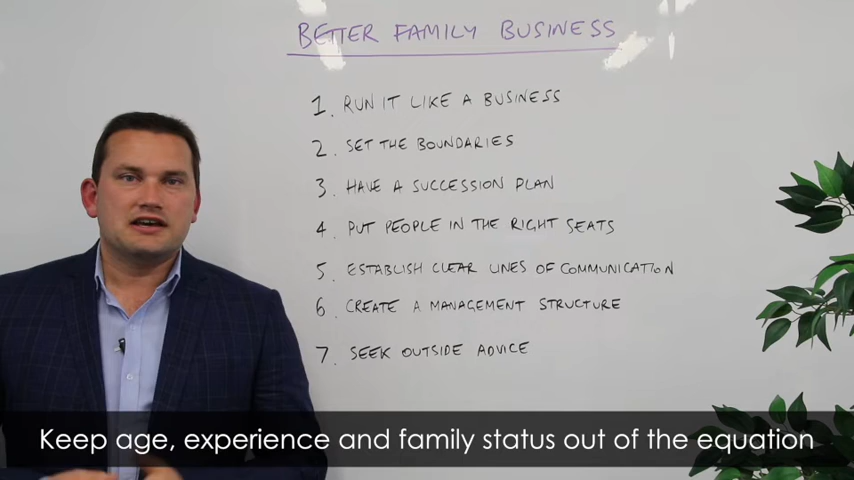 BETTER FAMILY BUSINESS
1. RUN IT LIKE A BUSINESS
2. SET THE BOUNDARIES
3. HAVE A SUCCESSION PLAN
4. PUT PEOPLE IN THE RIGHT SEATS
5. ESTABLISH CLEAR LINES OF COMMUNICATION
6. CREATE A MANAGEMENT STRUCTURE
7. SEEK OUTSIDE ADVICE
Keep age, experience and family status out of the equation